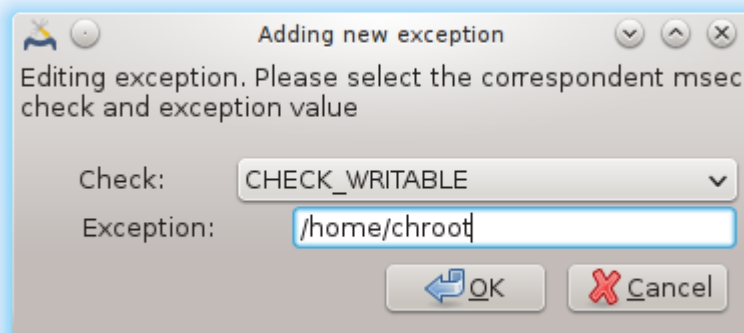 Adding new exception
Editing exception. Please select the correspondent msec
check and exception value
Check: CHECK_WRITABLE
Exception: /home/chroot
OK Cancel